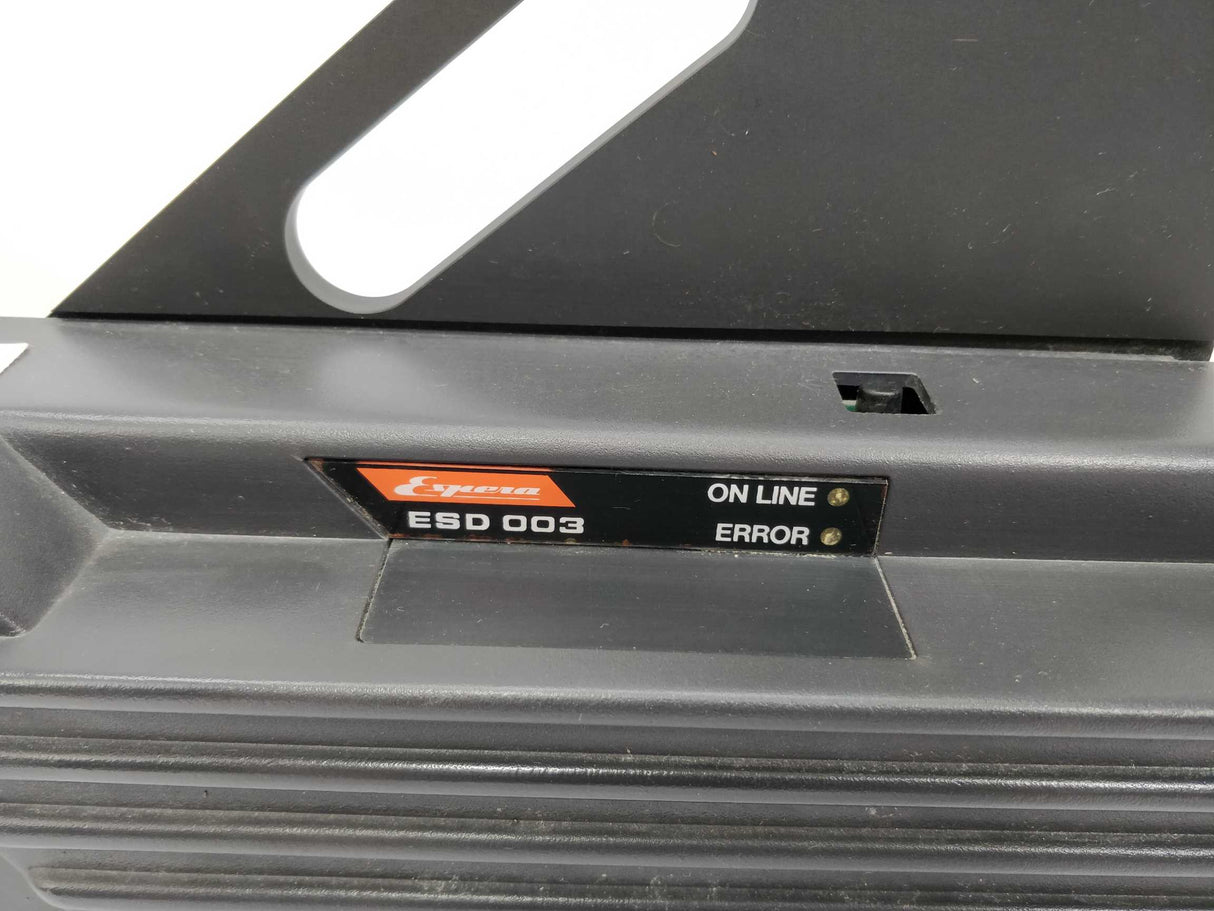 Espera
ESD 003
ON LINE
ERROR